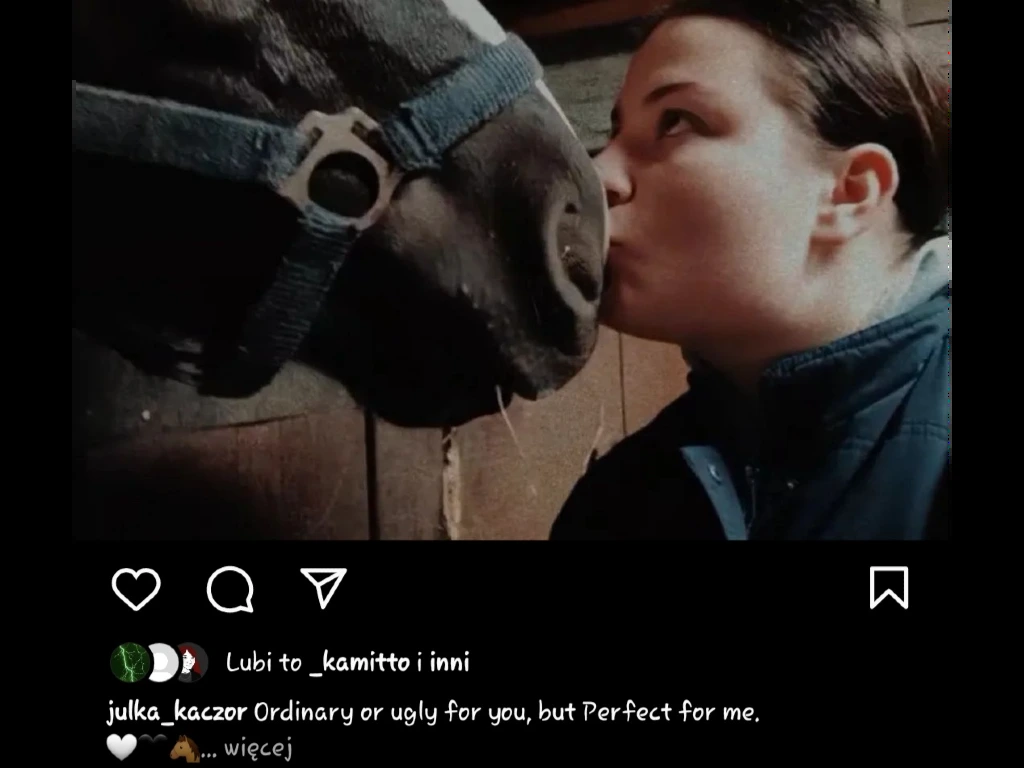 Lubi to _kamitto i inni
julka_kaczor Ordinary or ugly for you, but Perfect for me.
🤍🖤🐴... więcej